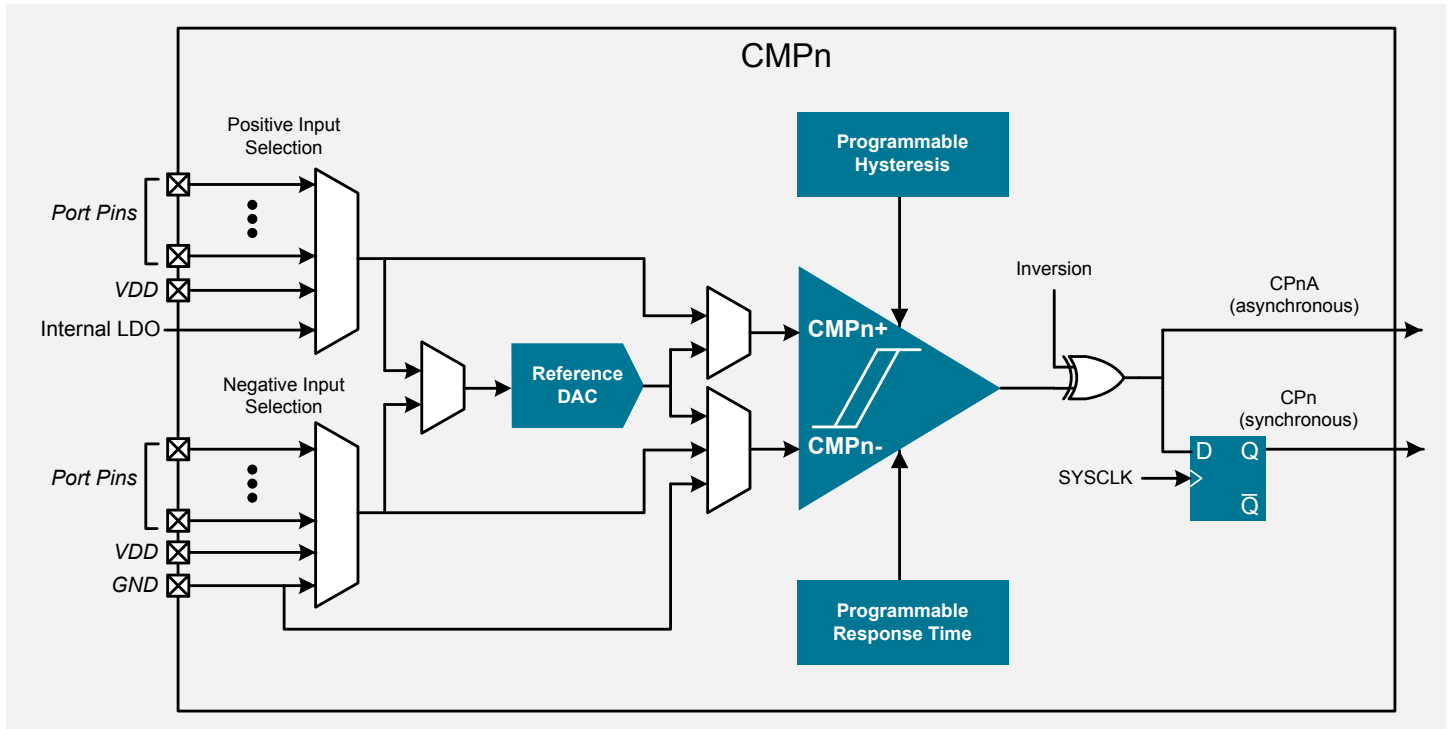 CMPn
Positive Input
Selection
Port Pins
VDD
Internal LDO
Negative Input
Selection
Port Pins
VDD
GND
Reference
DAC
Programmable
Hysteresis
CMPn+
CMPn-
Programmable
Response Time
Inversion
CPnA
(asynchronous)
CPn
(synchronous)
SYSCLK
D Q
Q̅